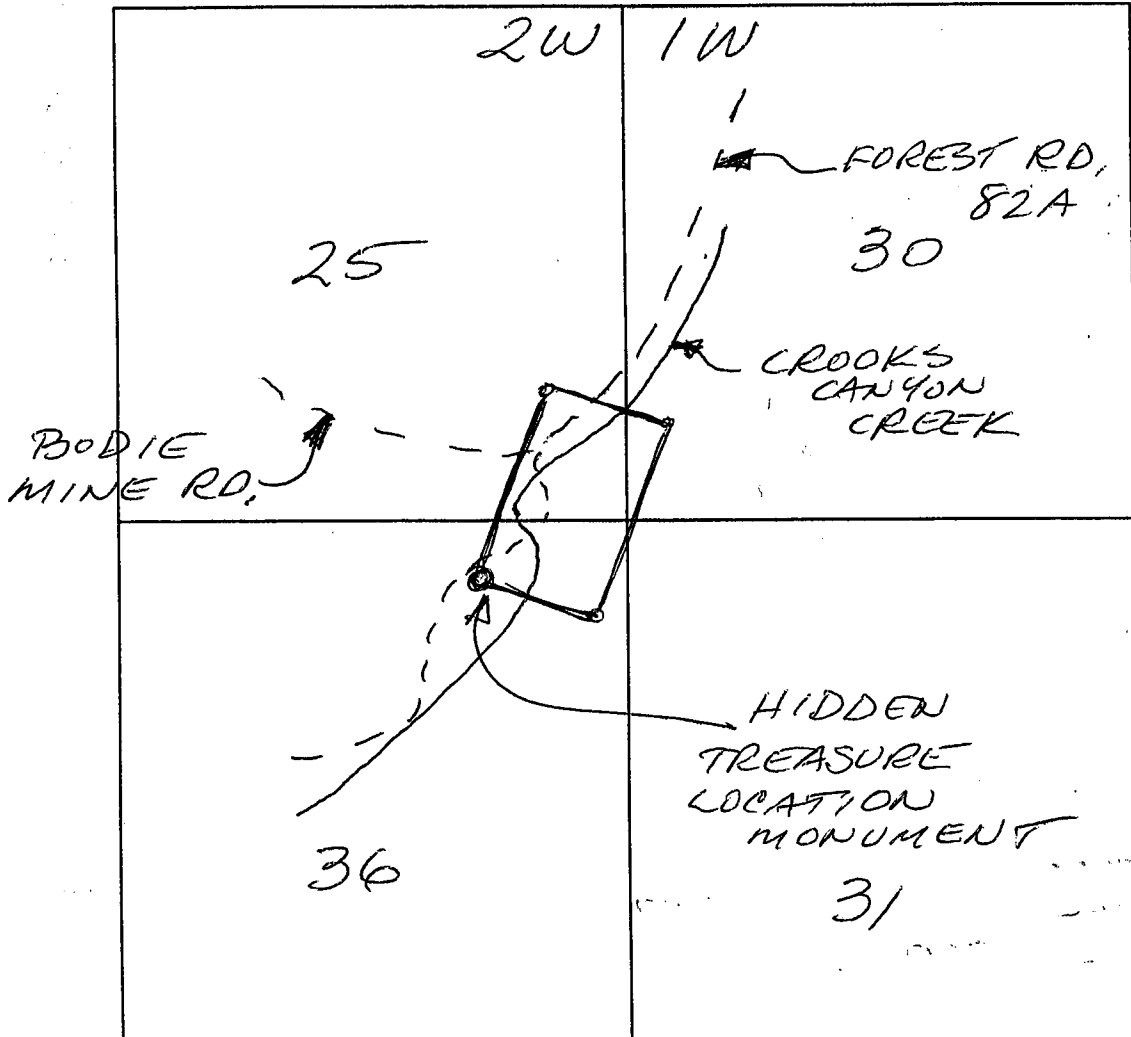 2W 1W
FOREST RD,
82A
25
30
CROOKS
CANYON
CREEK
BODIE
MINE RD.
HIDDEN
TREASURE
LOCATION
MONUMENT
36
31